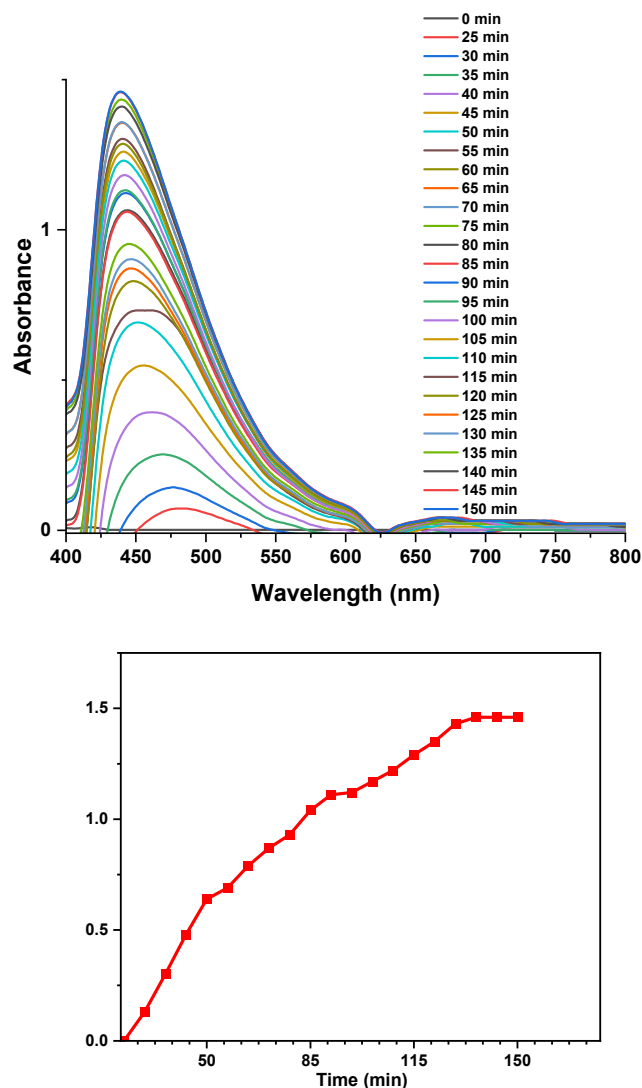 0 min
25 min
30 min
35 min
40 min
45 min
50 min
55 min
60 min
65 min
70 min
75 min
80 min
85 min
90 min
95 min
100 min
105 min
110 min
115 min
120 min
125 min
130 min
135 min
140 min
145 min
150 min
1
0
Absorbance
400 450 500 550 600 650 700 750 800
Wavelength (nm)
1.5
1.0
0.5
0.0
50 85 115 150
Time (min)